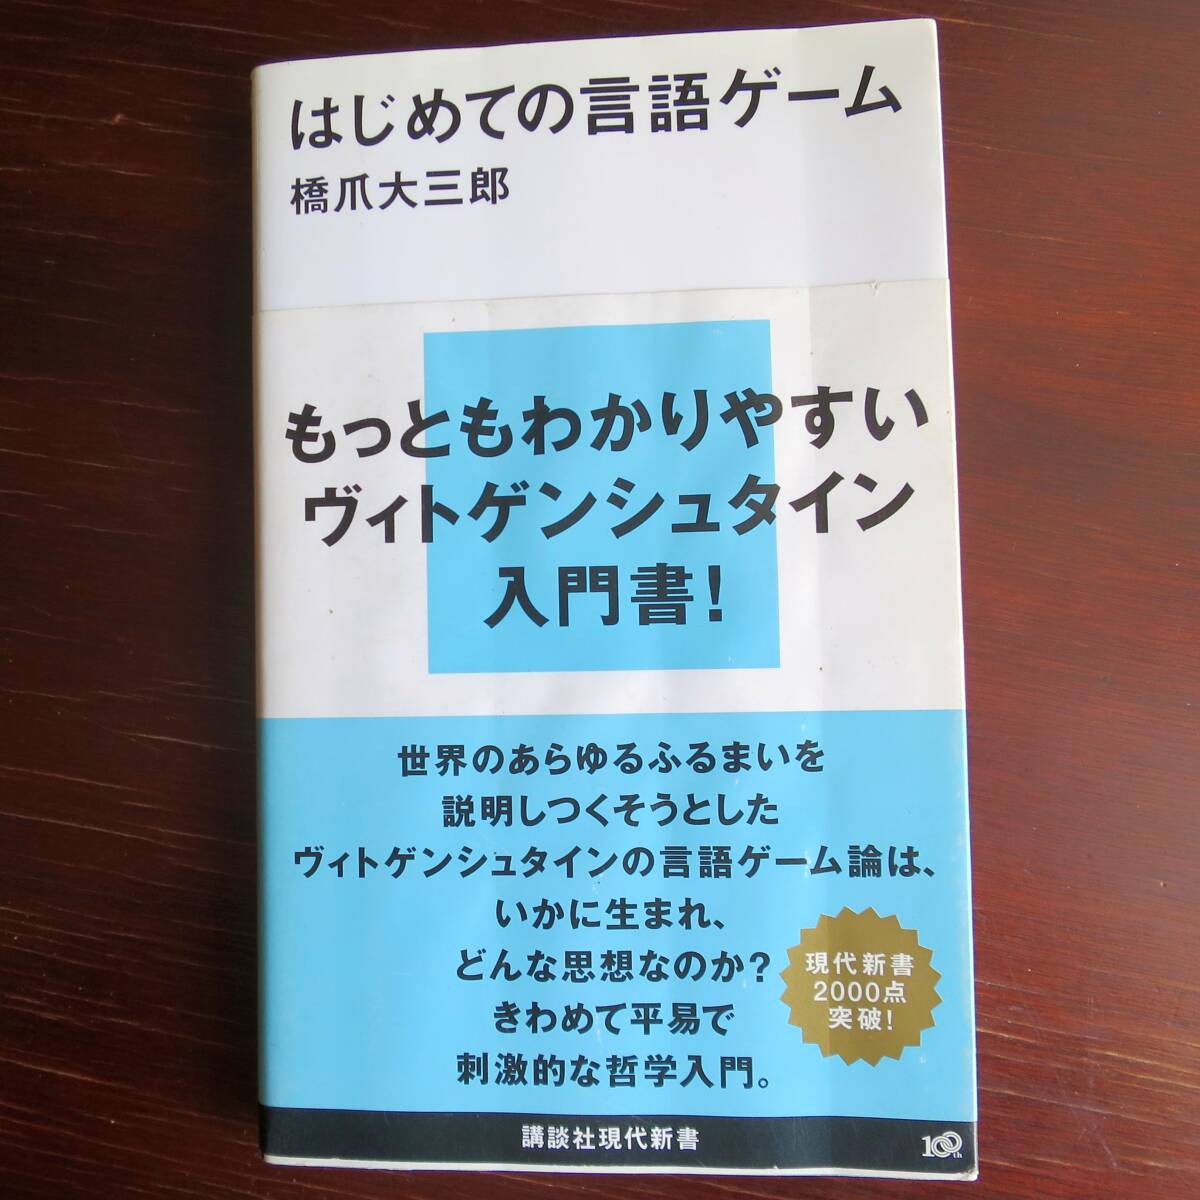 はじめての言語ゲーム
橋爪大三郎
もっともわかりやすい
ヴィトゲンシュタイン
入門書!
世界のあらゆるふるまいを
説明しつくそうとした
ヴィトゲンシュタインの言語ゲーム論は、
いかに生まれ、
どんな思想なのか?
きわめて平易で
刺激的な哲学入門。
現代新書
2000点
突破!
講談社現代新書
100th